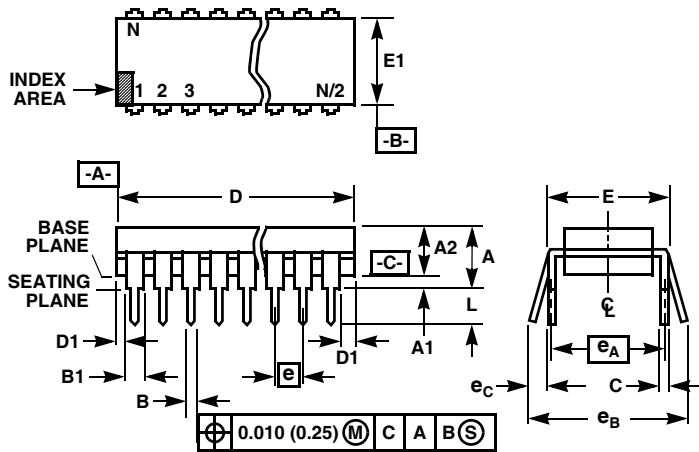 N
E1
INDEX
AREA
1 2 3 N/2
-B-
-A-
D
E
BASE
PLANE
A2
A
-C-
SEATING
PLANE
L
C
L
D1
A1
D1
eA
B1
e
eC
C
B
eB
0.010 (0.25) M C A B S